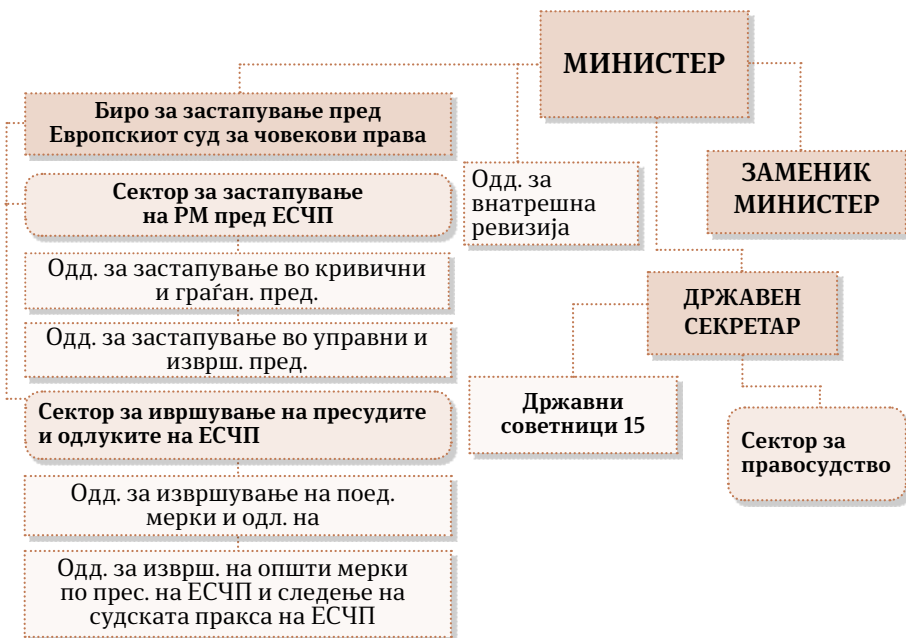 МИНИСТЕР
Биро за застапување пред
Европскиот суд за човекови права
ЗАМЕНИК
МИНИСТЕР
Сектор за застапување
на РМ пред ЕСЧП
Одд. за
внатрешна
ревизија
Одд. за застапување во кривични
и граѓан. пред.
ДРЖАВЕН
СЕКРЕТАР
Одд. за застапување во управни и
изврш. пред.
Државни
советници 15
Сектор за ивршување на пресудите
и одлуките на ЕСЧП
Сектор за
правосудство
Одд. за извршување на поед.
мерки и одл. на
Одд. за изврш. на општи мерки
по прес. на ЕСЧП и следење на
судската пракса на ЕСЧП